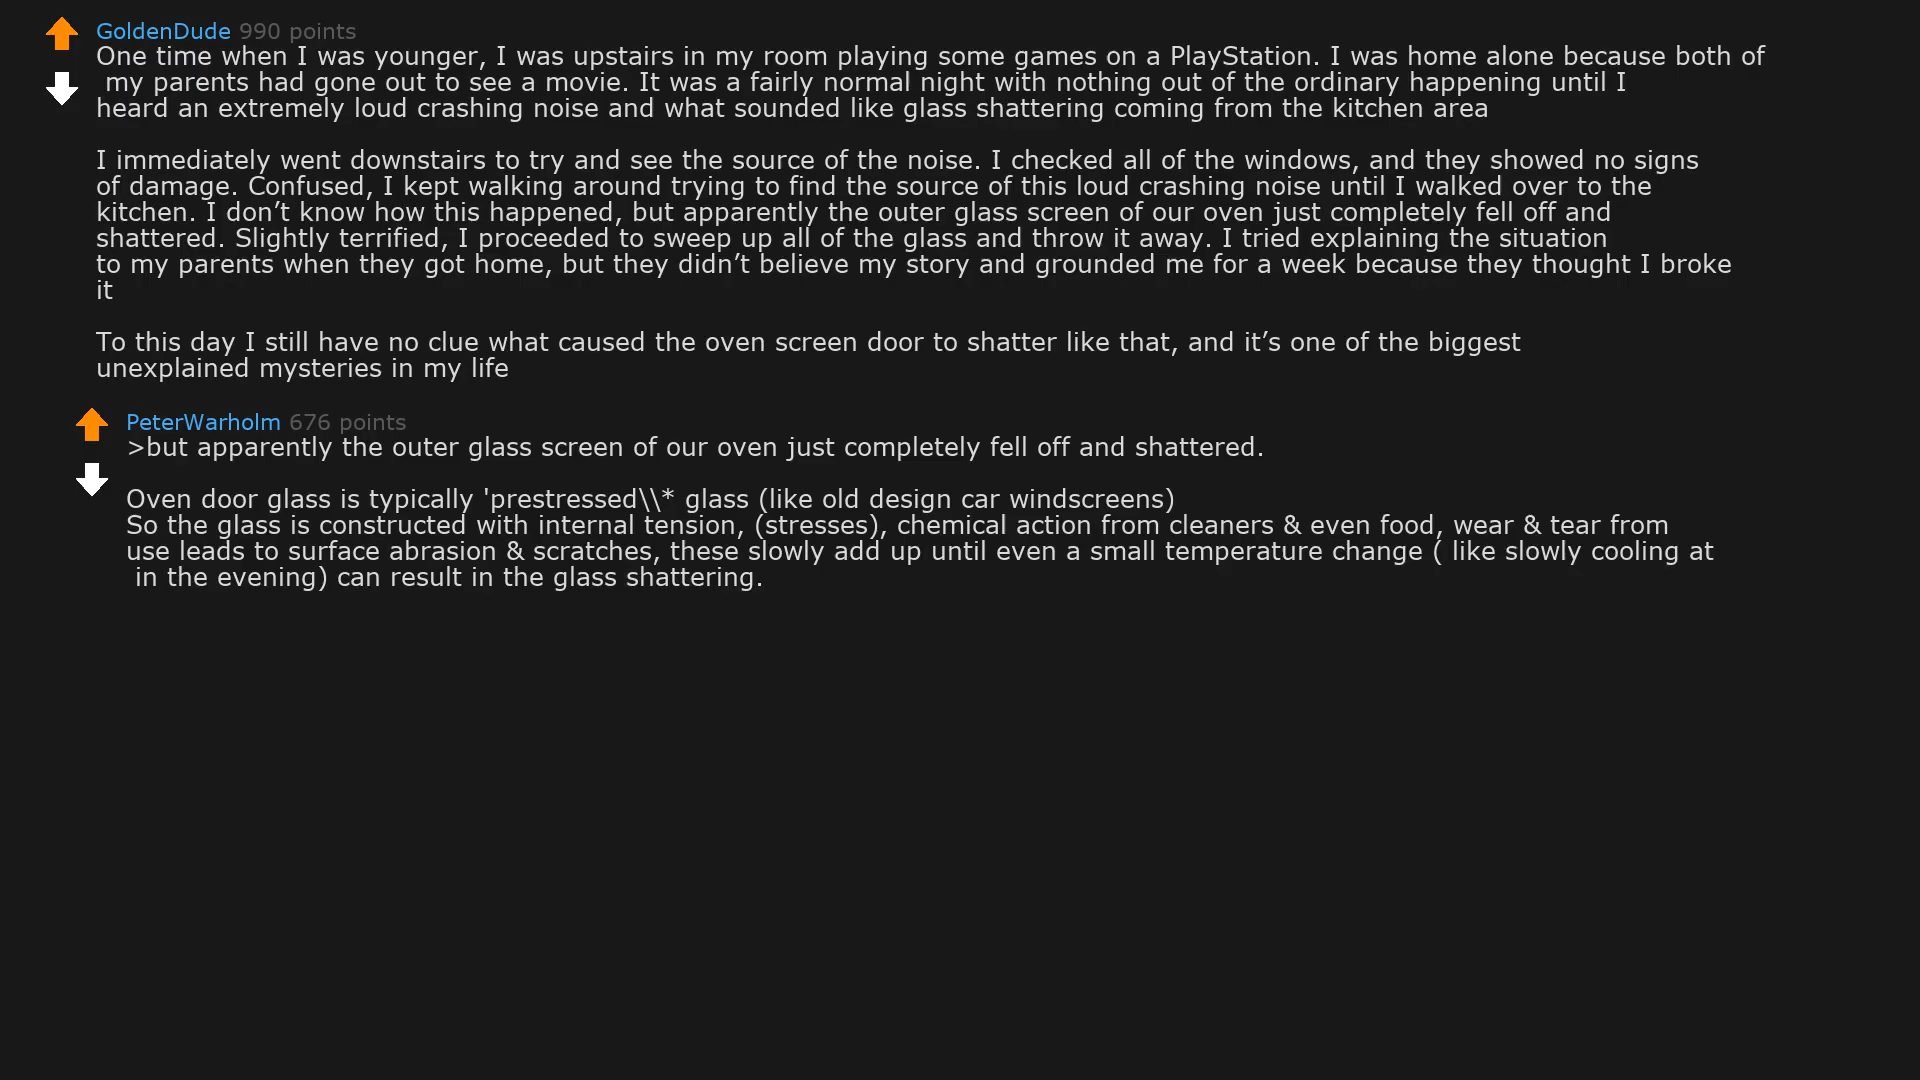 GoldenDude 990 points
One time when I was younger, I was upstairs in my room playing some games on a PlayStation. I was home alone because both of
my parents had gone out to see a movie. It was a fairly normal night with nothing out of the ordinary happening until I
heard an extremely loud crashing noise and what sounded like glass shattering coming from the kitchen area
I immediately went downstairs to try and see the source of the noise. I checked all of the windows, and they showed no signs
of damage. Confused, I kept walking around trying to find the source of this loud crashing noise until I walked over to the
kitchen. I don’t know how this happened, but apparently the outer glass screen of our oven just completely fell off and
shattered. Slightly terrified, I proceeded to sweep up all of the glass and throw it away. I tried explaining the situation
to my parents when they got home, but they didn’t believe my story and grounded me for a week because they thought I broke
it
To this day I still have no clue what caused the oven screen door to shatter like that, and it’s one of the biggest
unexplained mysteries in my life
PeterWarholm 676 points
>but apparently the outer glass screen of our oven just completely fell off and shattered.
Oven door glass is typically 'prestressed\\* glass (like old design car windscreens)
So the glass is constructed with internal tension, (stresses), chemical action from cleaners & even food, wear & tear from
use leads to surface abrasion & scratches, these slowly add up until even a small temperature change ( like slowly cooling at
in the evening) can result in the glass shattering.